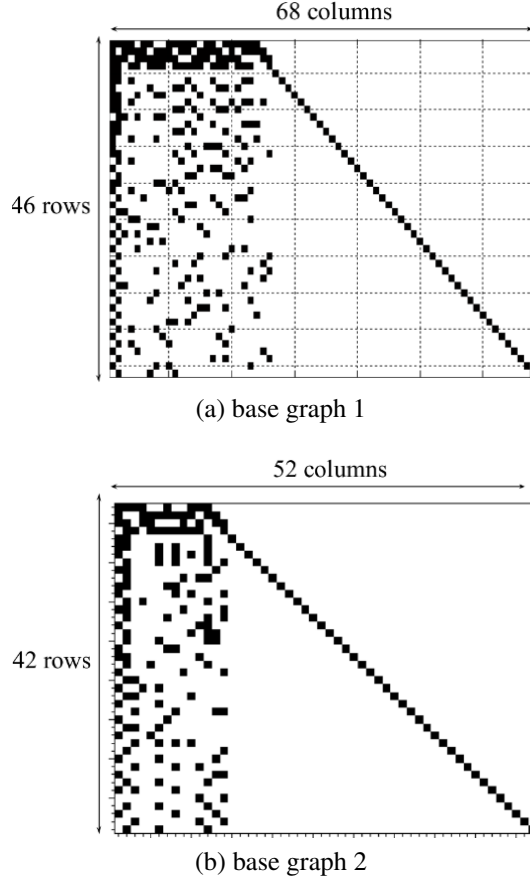 68 columns
46 rows
(a) base graph 1
52 columns
42 rows
(b) base graph 2